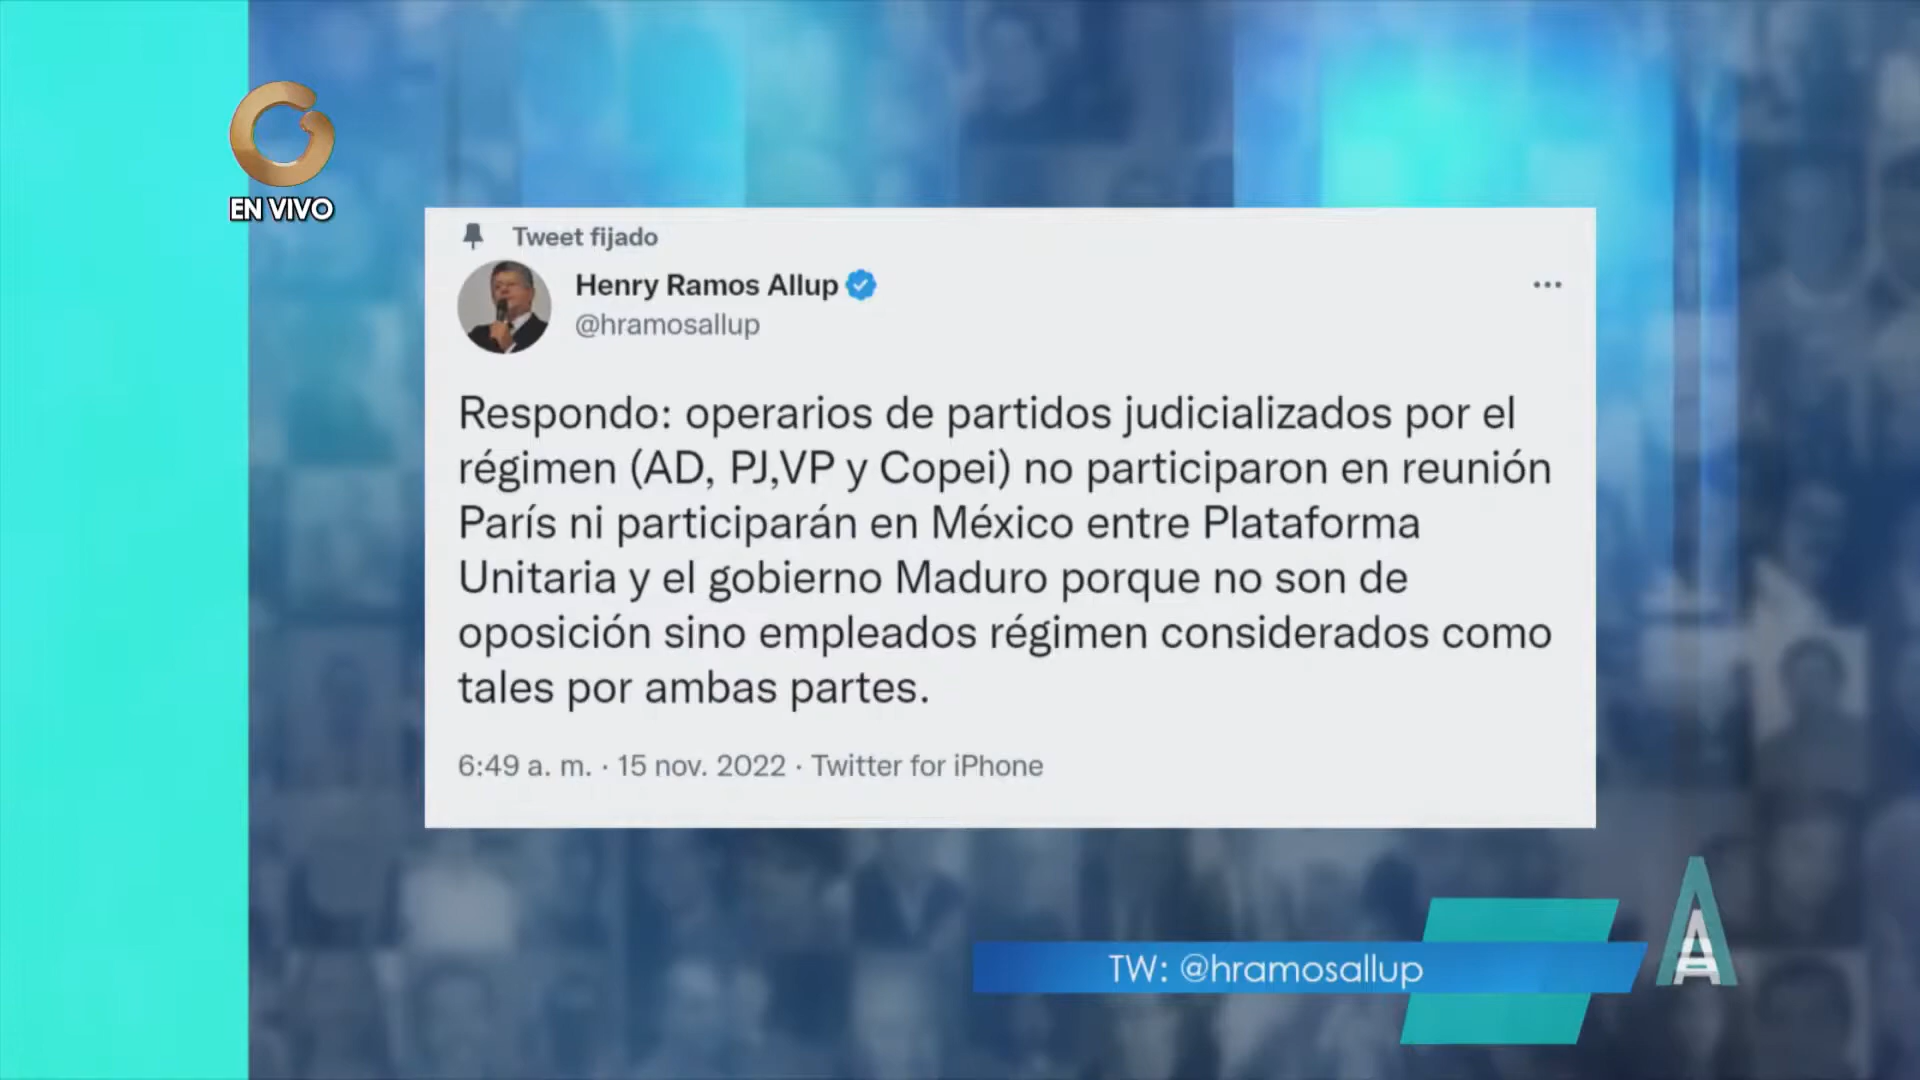 EN VIVO
Tweet fijado
Henry Ramos Allup
@hramosallup
Respondo: operarios de partidos judicializados por el
régimen (AD, PJ,VP y Copei) no participaron en reunión
París ni participarán en México entre Plataforma
Unitaria y el gobierno Maduro porque no son de
oposición sino empleados régimen considerados como
tales por ambas partes.
6:49 a. m. · 15 nov. 2022 · Twitter for iPhone
TW: @hramosallup